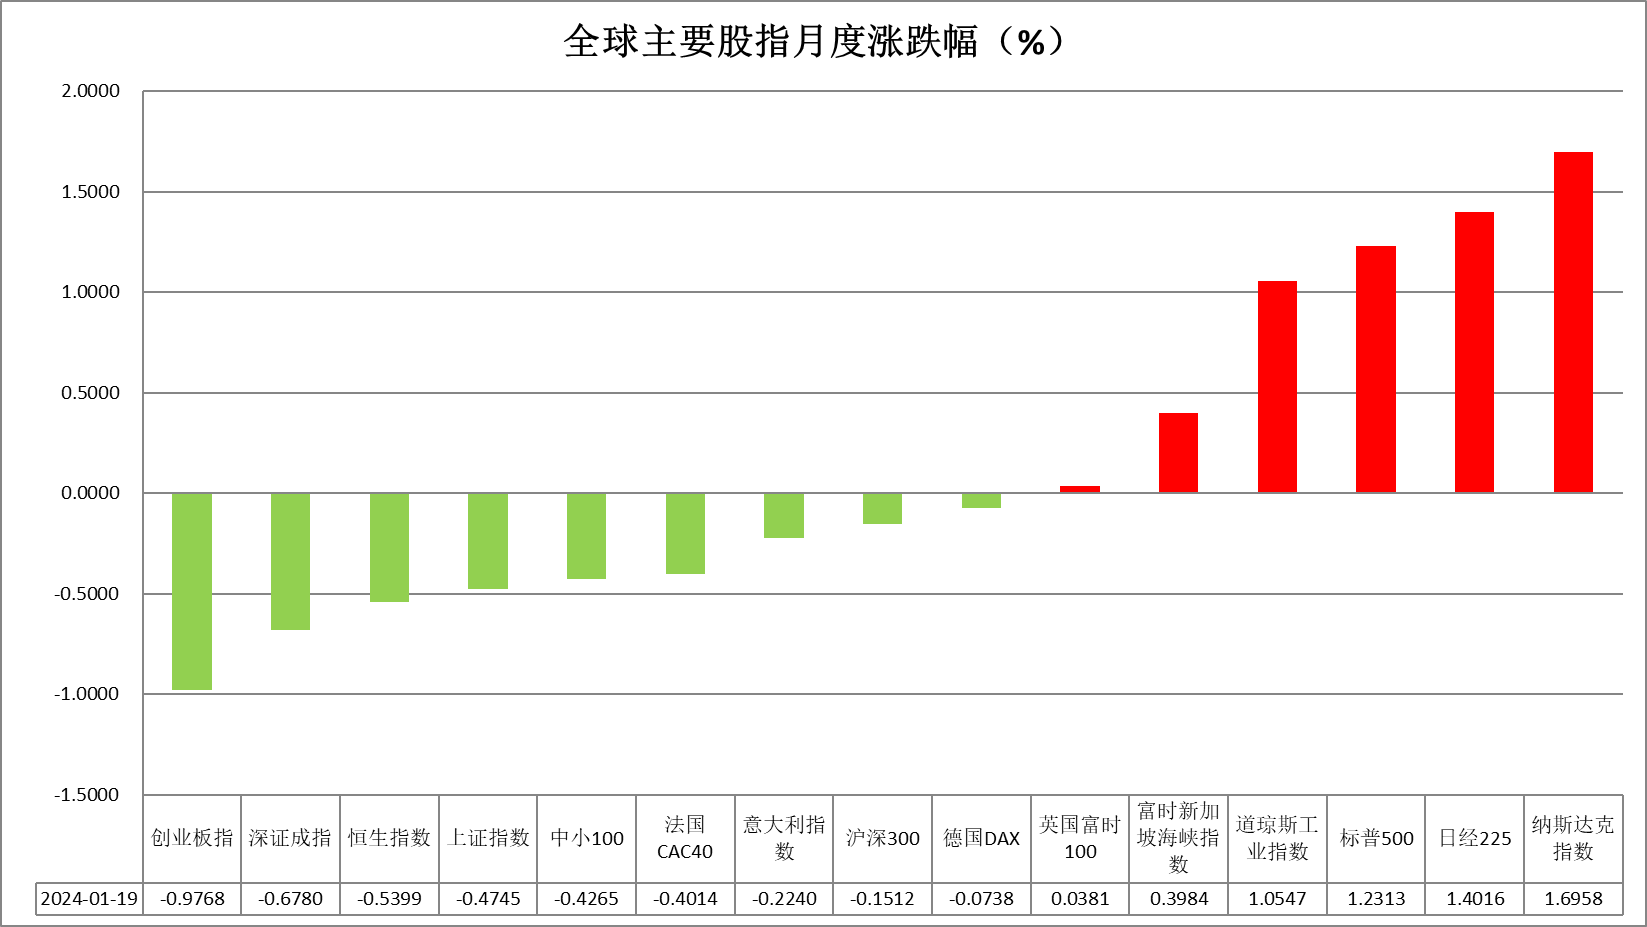 全球主要股指月度涨跌幅（%）
2.0000
1.5000
1.0000
0.5000
0.0000
-0.5000
-1.0000
-1.5000
创业板指
深证成指
恒生指数
上证指数
中小100
法国
CAC40
意大利指
数
沪深300
德国DAX
英国富时
100
富时新加
坡海峡指
数
道琼斯工
业指数
标普500
日经225
纳斯达克
指数
2024-01-19 -0.9768 -0.6780 -0.5399 -0.4745 -0.4265 -0.4014 -0.2240 -0.1512 -0.0738 0.0381 0.3984 1.0547 1.2313 1.4016 1.6958